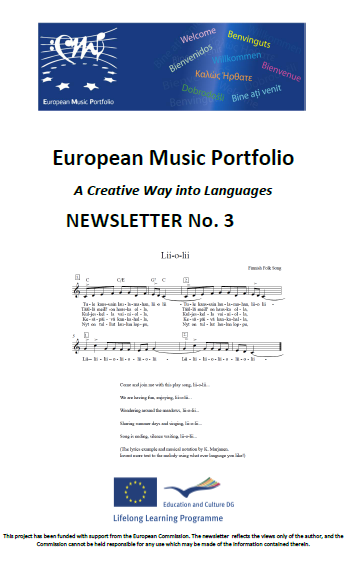 Welcome
Benvinguts
Bienvenidos
Willkommen
Bienvenue
Καλώς Ήρθατε
Dobrodošli
Bine ați venit
European Music Portfolio
European Music Portfolio
A Creative Way into Languages
NEWSLETTER No. 3
Lii-o-lii
Finnish Folk Song
1
2
C
C/E
G7
C
Come and join me with this play song, lii-o-lii...
We are having fun, enjoying, lii-o-lii...
Wandering around the meadows, lii-o-lii...
Sharing summer days and singing, lii-o-lii...
Song is ending, silence waiting, lii-o-lii...
(The lyrics example and musical notation by K. Marjanen,
insert more text to the melody using what ever language you like!)
Education and Culture DG
Lifelong Learning Programme
This project has been funded with support from the European Commission. The newsletter reflects the views only of the author, and the
Commission cannot be held responsible for any use which may be made of the information contained therein.